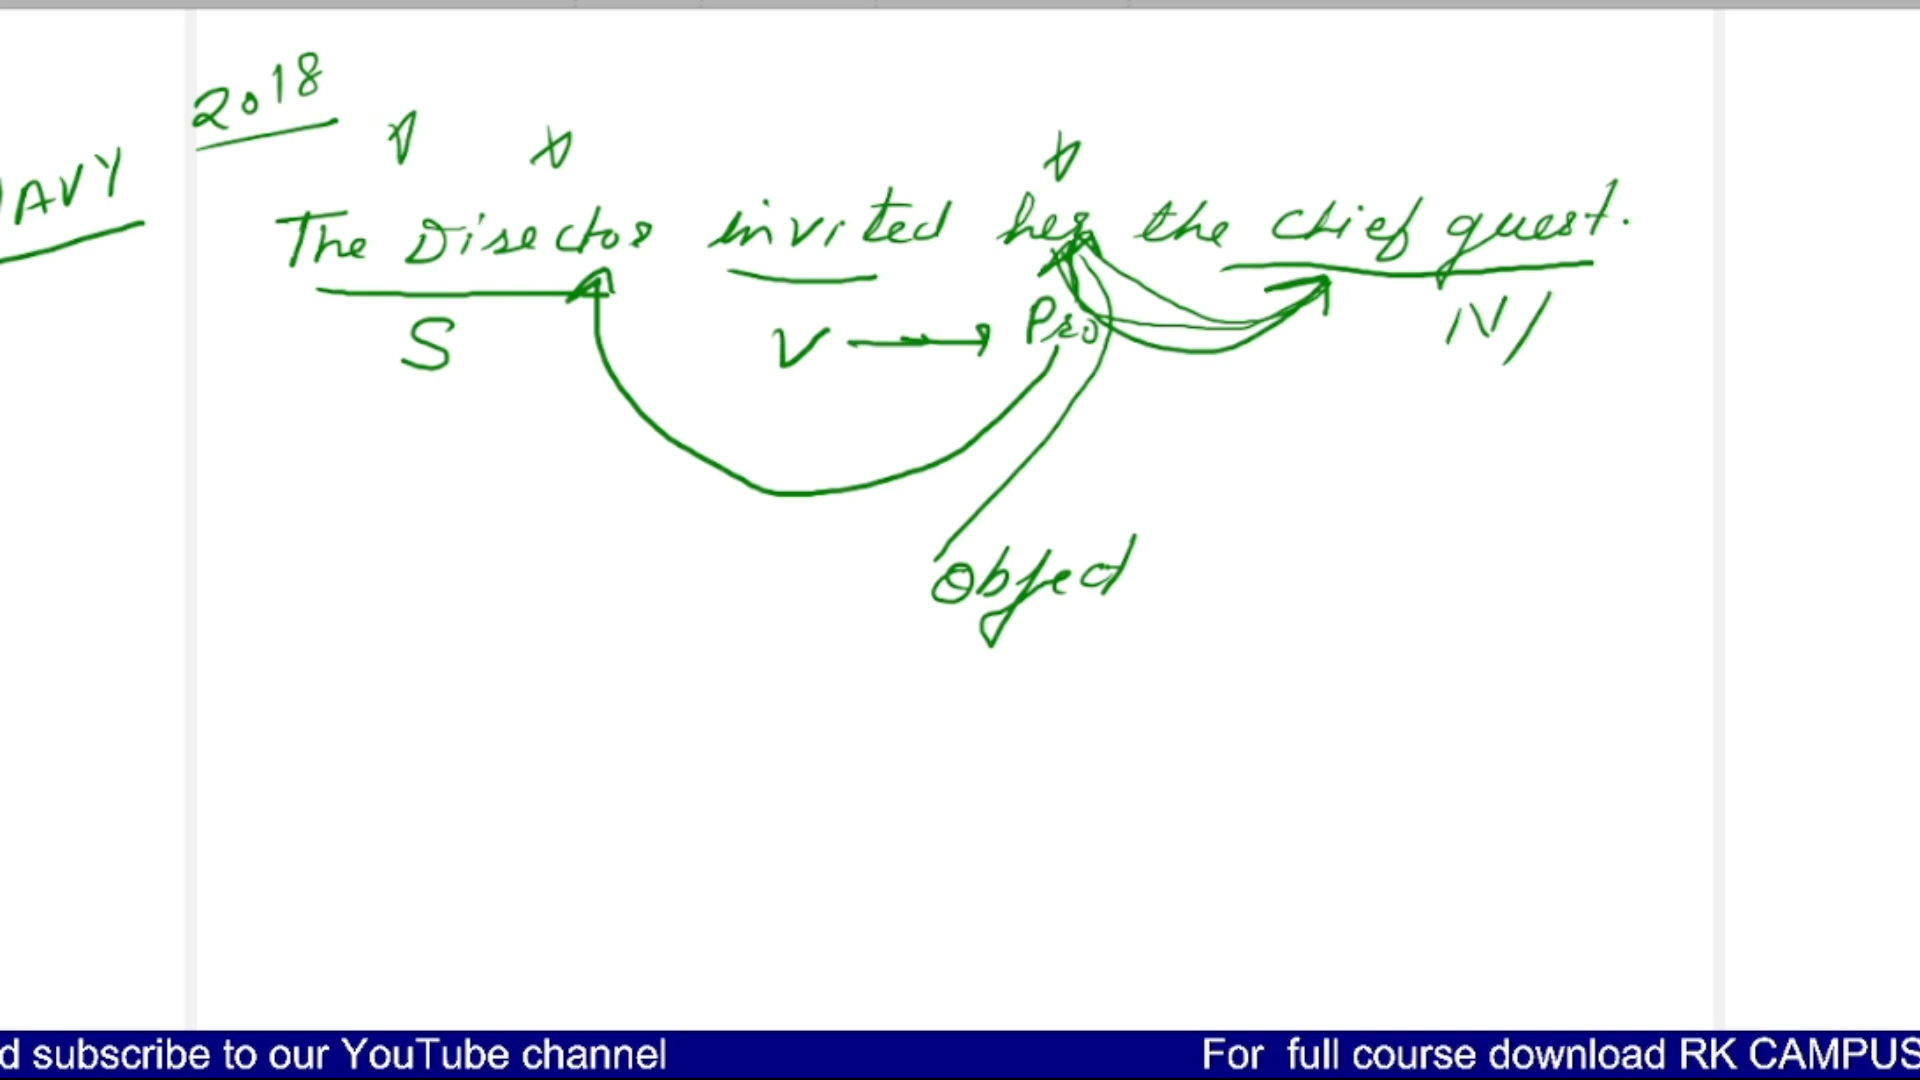 2018
AVY
The Director invited her the chief guest.
S V Pro N
Object
d subscribe to our YouTube channel
For full course download RK CAMPUS